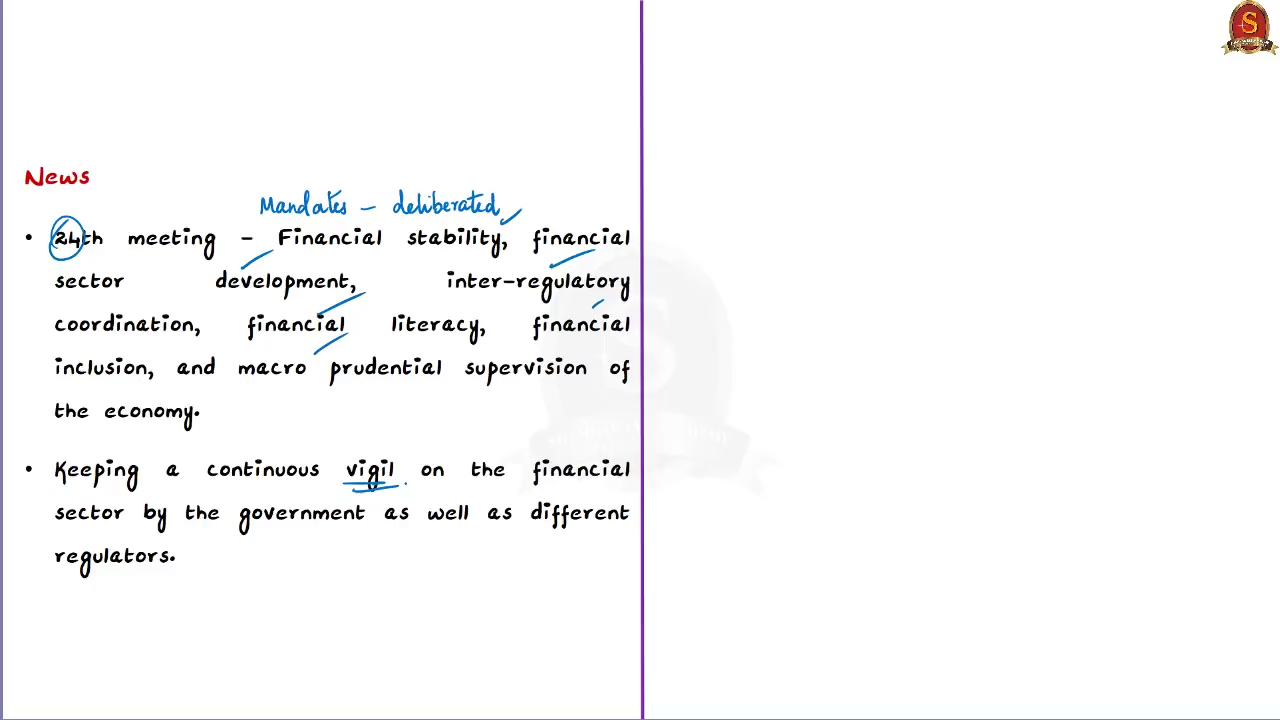 News
Mandates - deliberated
• 24th meeting - Financial stability, financial
sector development, inter-regulatory
coordination, financial literacy, financial
inclusion, and macro prudential supervision of
the economy.
• Keeping a continuous vigil on the financial
sector by the government as well as different
regulators.
S